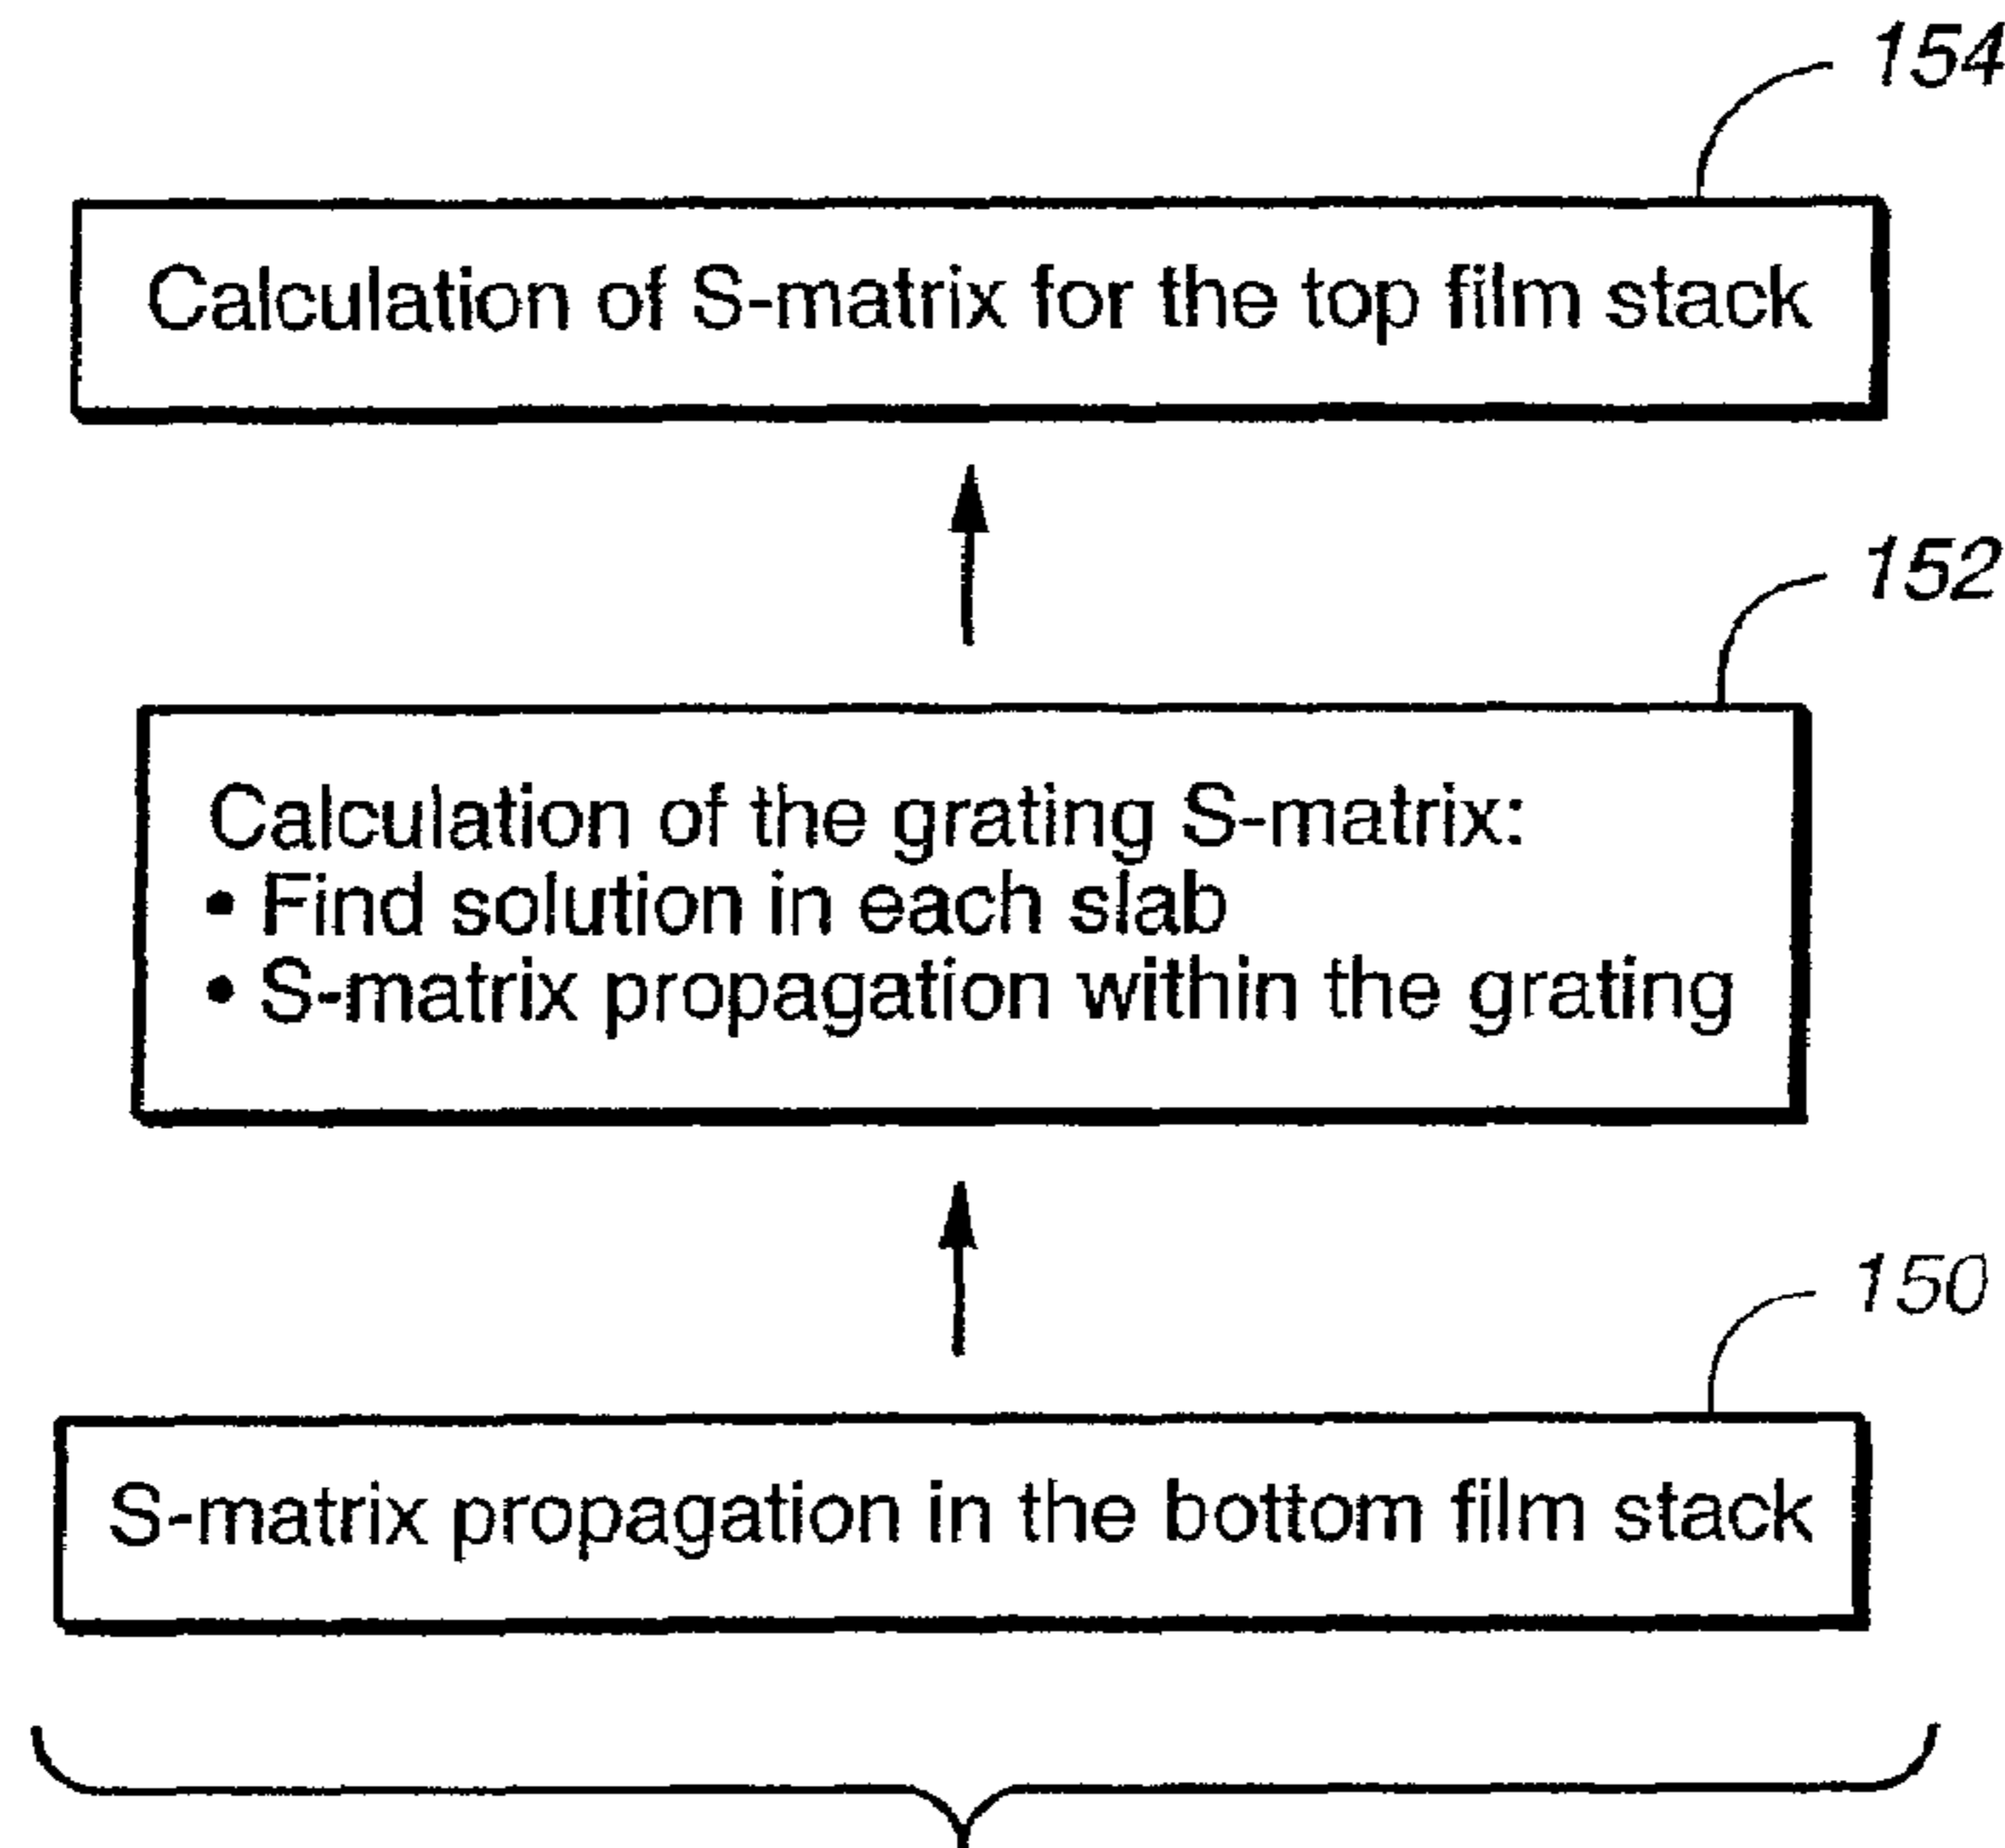 154
Calculation of S-matrix for the top film stack
152
Calculation of the grating S-matrix:
• Find solution in each slab
• S-matrix propagation within the grating
150
S-matrix propagation in the bottom film stack